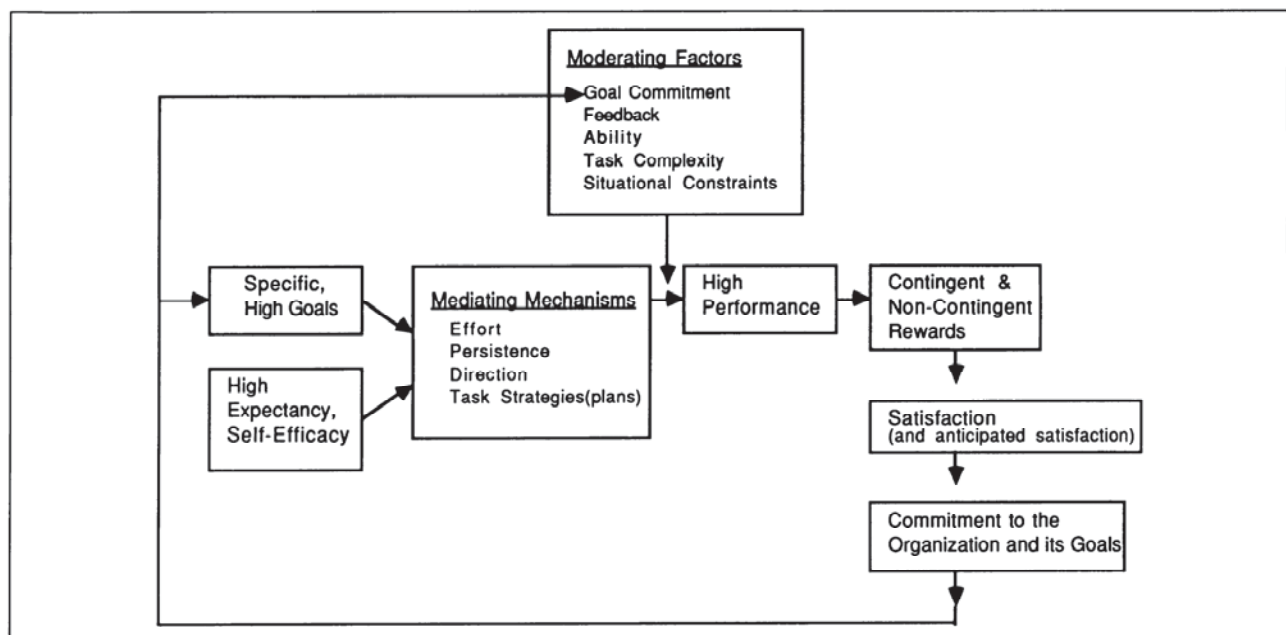 Moderating Factors
Goal Commitment
Feedback
Ability
Task Complexity
Situational Constraints
Specific,
High Goals
High
Expectancy,
Self-Efficacy
Mediating Mechanisms
Effort
Persistence
Direction
Task Strategies(plans)
High
Performance
Contingent &
Non-Contingent
Rewards
Satisfaction
(and anticipated satisfaction)
Commitment to the
Organization and its Goals